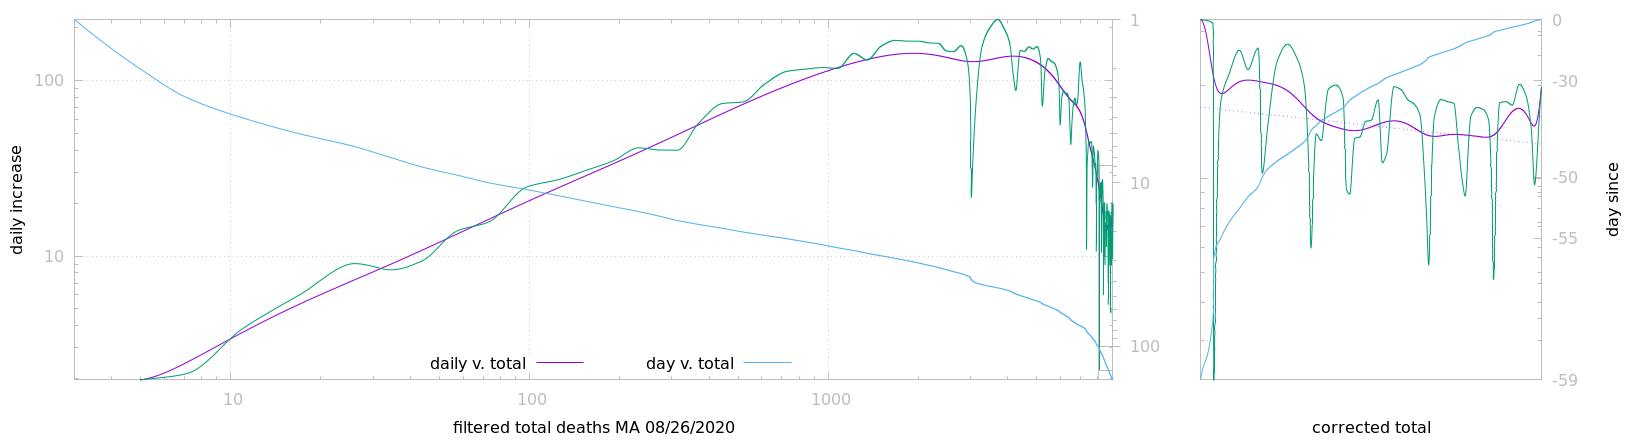 1
0
100
-30
daily increase
10
-50
day since
10
-55
daily v. total
day v. total
100
-59
10
100
1000
filtered total deaths MA 08/26/2020
corrected total